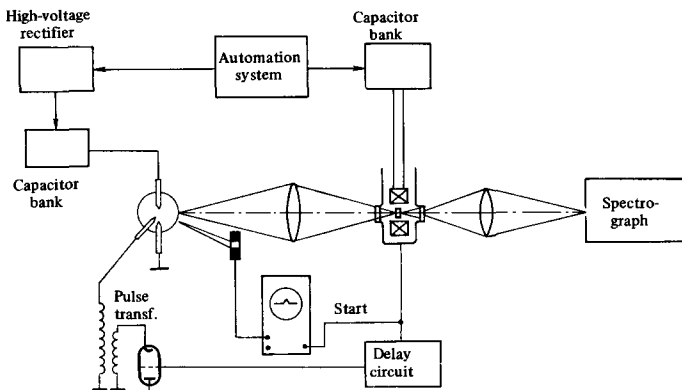 High-voltage
rectifier
Automation
system
Capacitor
bank
Capacitor
bank
Spectro-
graph
Pulse
transf.
Start
Delay
circuit